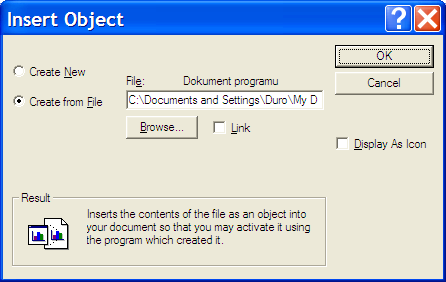 Insert Object
Create New
Create from File
File: Dokument programu
C:\Documents and Settings\Duro\My D
Browse...
Link
OK
Cancel
Display As Icon
Result
Inserts the contents of the file as an object into
your document so that you may activate it using
the program which created it.